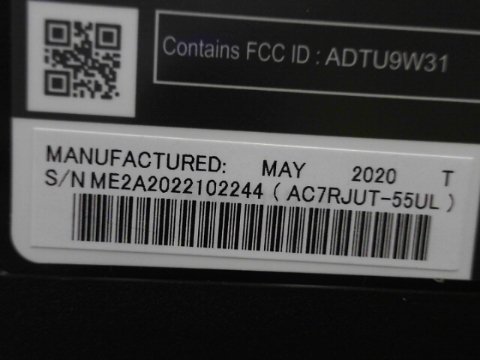 Contains FCC ID : ADTU9W31
MANUFACTURED: MAY 2020 T
S/N ME2A2022102244 ( AC7RJUT-55UL )